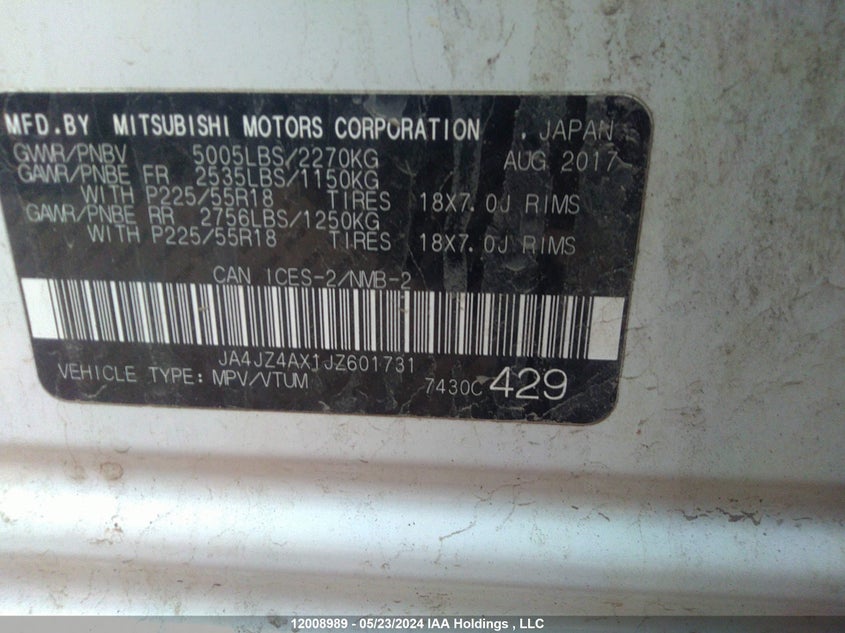 MFD.BY MITSUBISHI MOTORS CORPORATION , JAPAN
GVWR/PNBV 5005LBS/2270KG AUG 2017
GAWR/PNBE FR 2535LBS/1150KG
WITH P225/55R18 TIRES 18X7.0J RIMS
GAWR/PNBE RR 2756LBS/1250KG
WITH P225/55R18 TIRES 18X7.0J RIMS
CAN ICES-2/NMB-2
JA4JZ4AX1JZ601731
VEHICLE TYPE: MPV/VTUM 7430C 429
12008989 - 05/23/2024 IAA Holdings , LLC